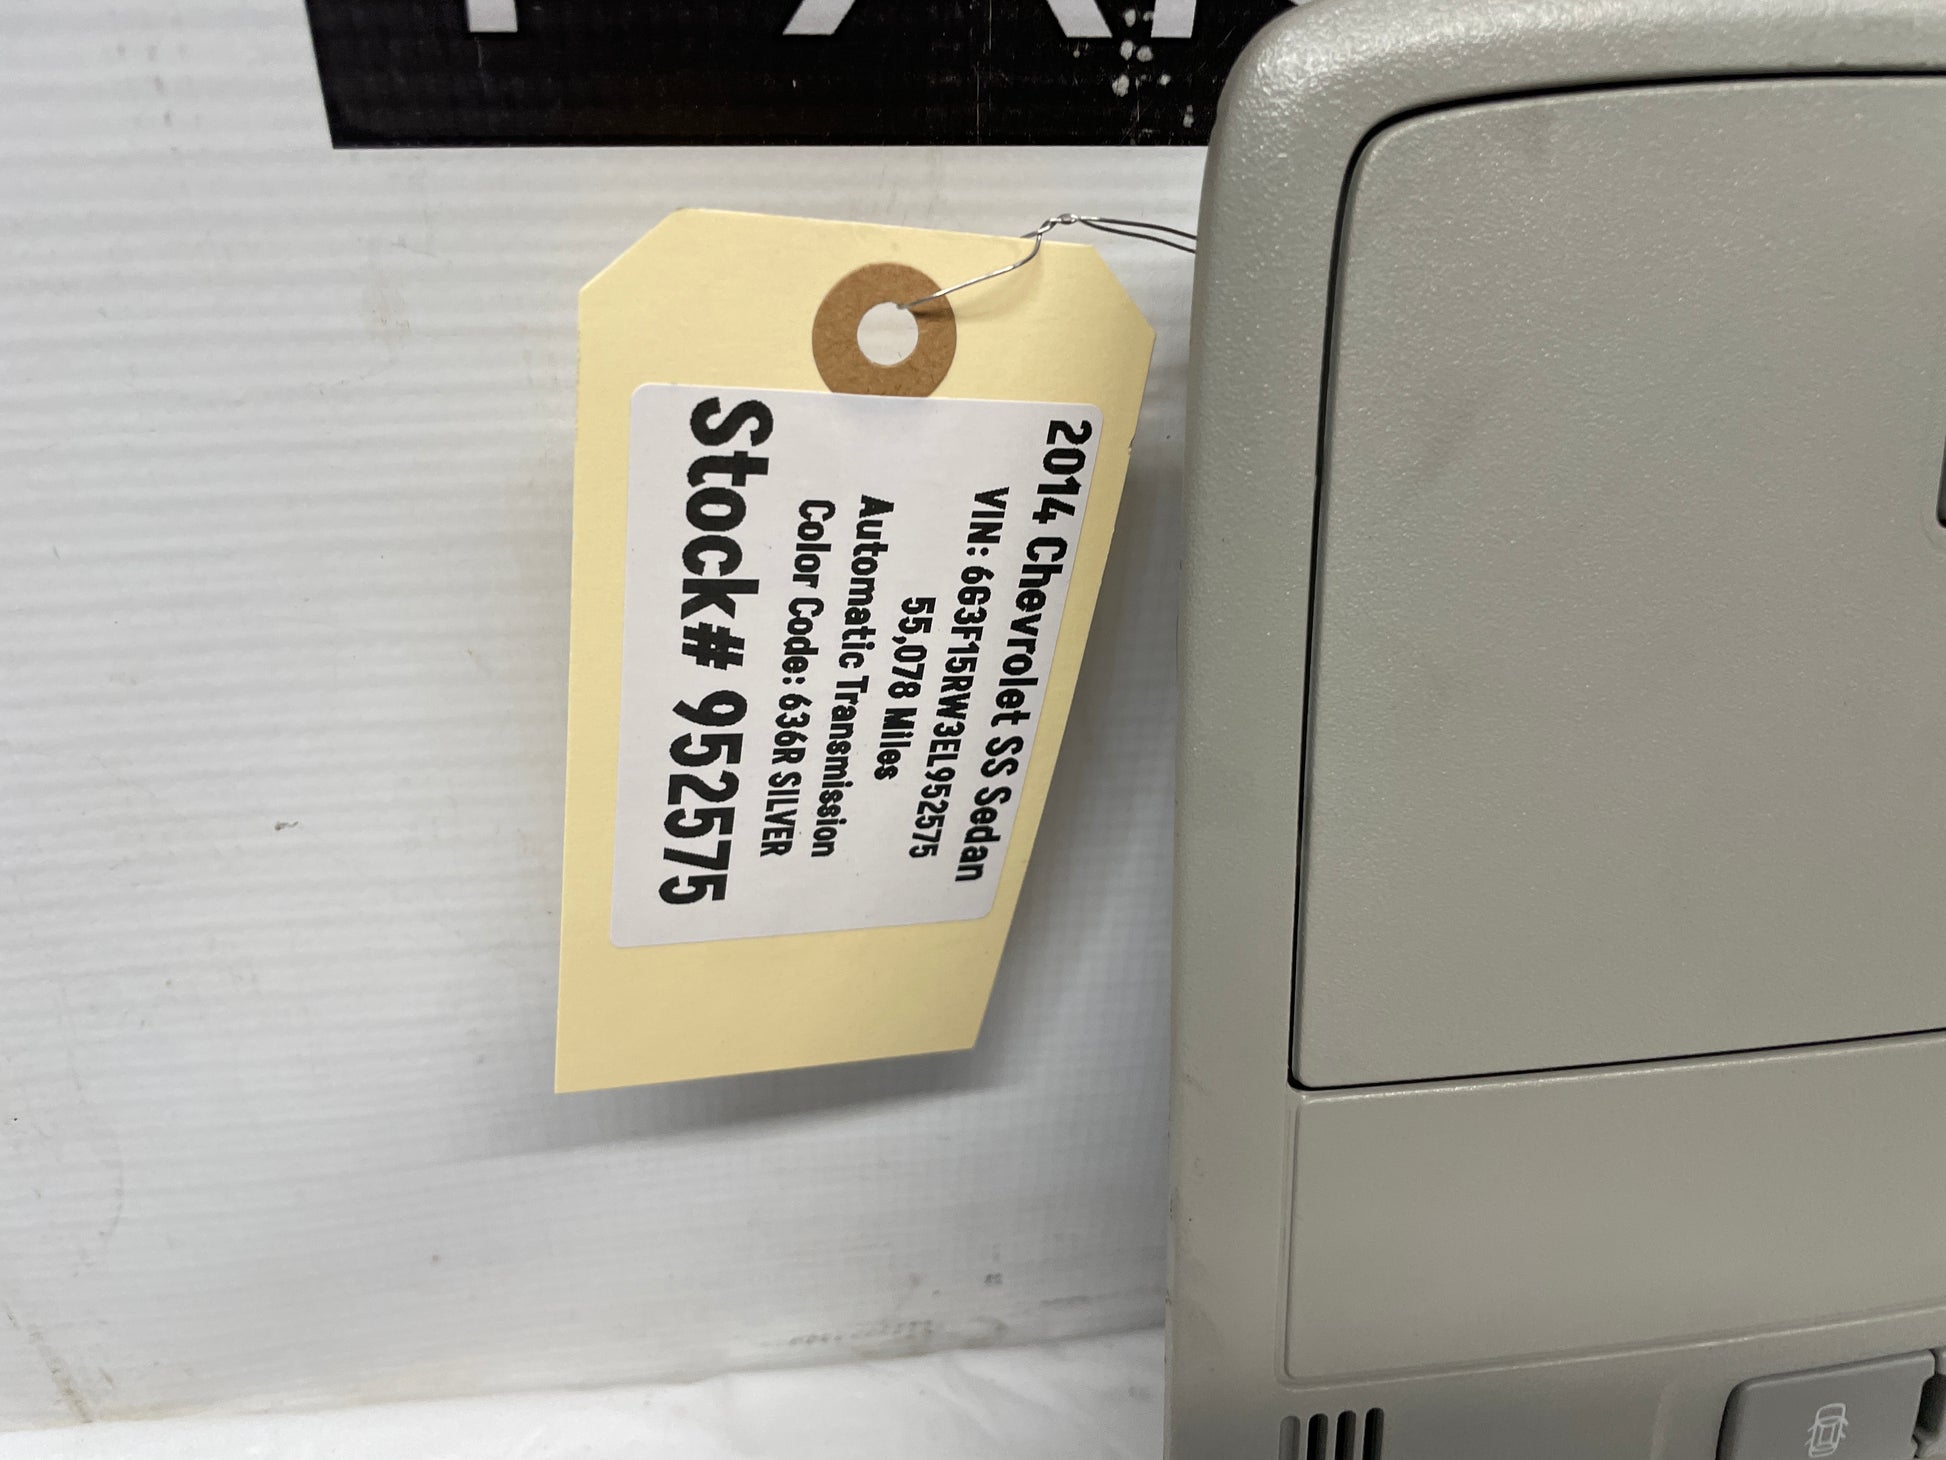 2014 Chevrolet SS Sedan
VIN: 6G3F15RW3EL952575
55,078 Miles
Automatic Transmission
Color Code: 636R SILVER
Stock# 952575